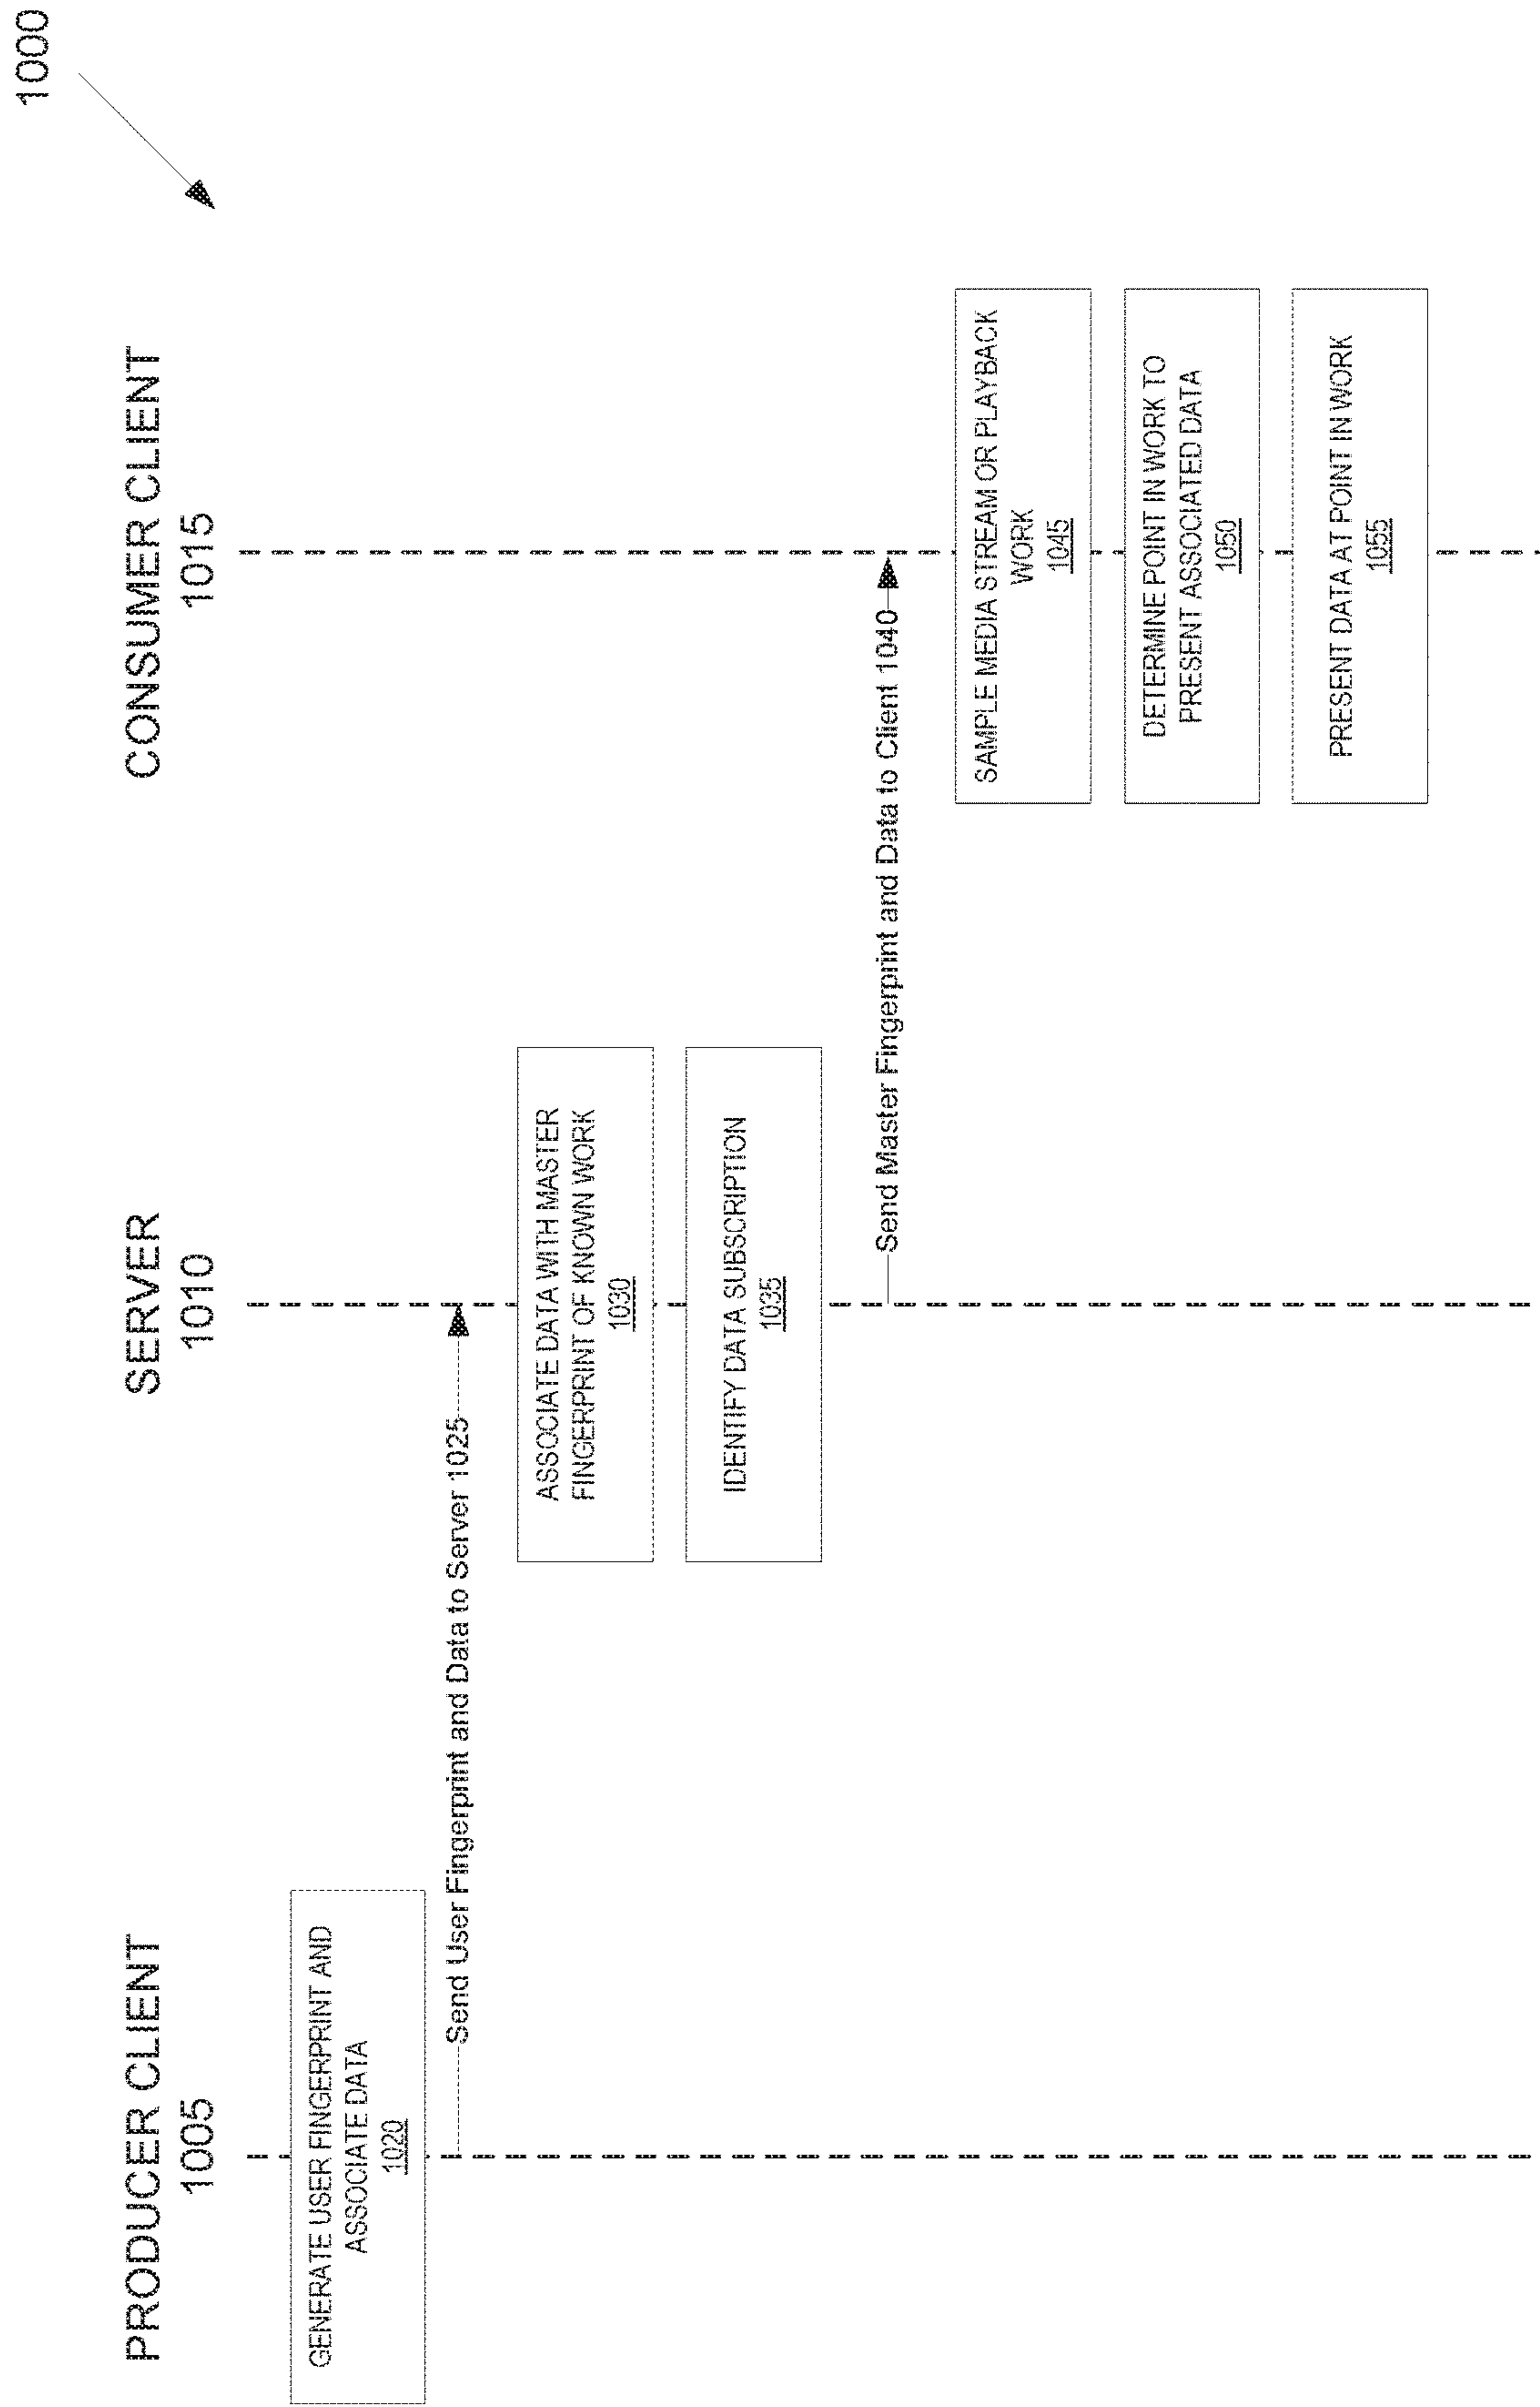 1000
PRODUCER CLIENT
1005
SERVER
1010
CONSUMER CLIENT
1015
GENERATE USER FINGERPRINT AND
ASSOCIATE DATA
1020
Send User Fingerprint and Data to Server 1025
ASSOCIATE DATA WITH MASTER
FINGERPRINT OF KNOWN WORK
1030
IDENTIFY DATA SUBSCRIPTION
1035
Send Master Fingerprint and Data to Client 1040
SAMPLE MEDIA STREAM OR PLAYBACK
WORK
1045
DETERMINE POINT IN WORK TO
PRESENT ASSOCIATED DATA
1050
PRESENT DATA AT POINT IN WORK
1055